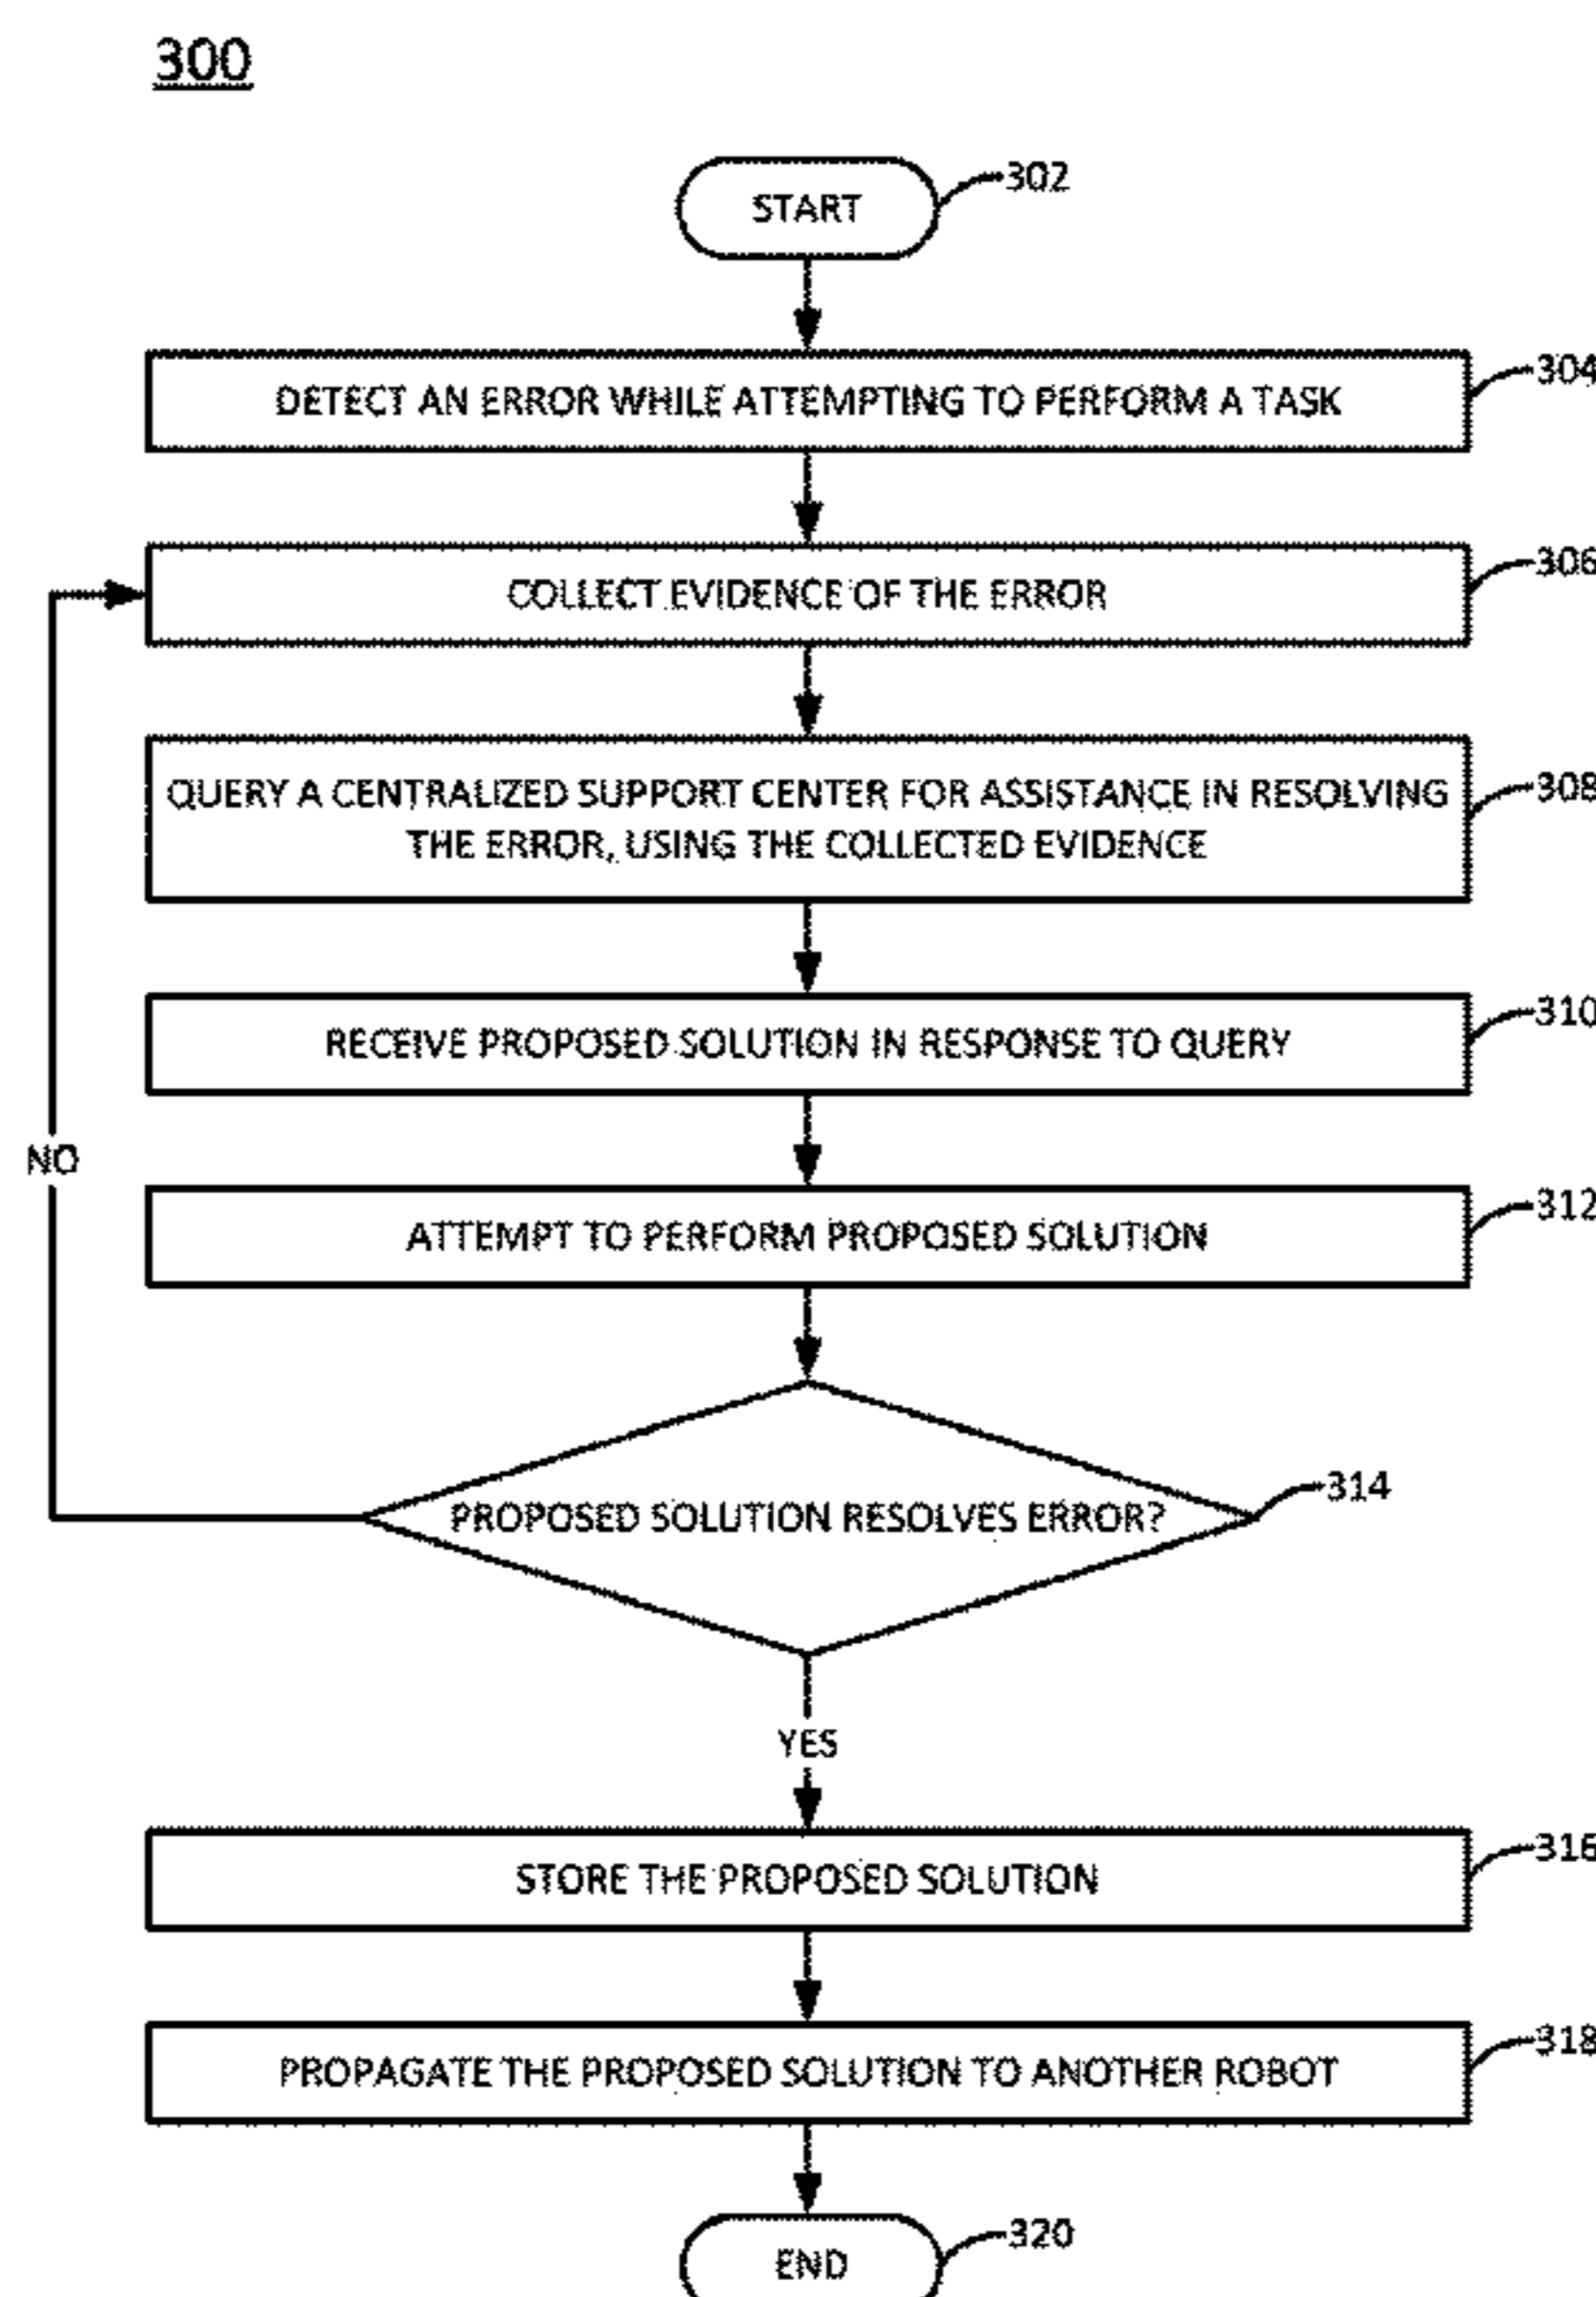 300
START
302
DETECT AN ERROR WHILE ATTEMPTING TO PERFORM A TASK
304
COLLECT EVIDENCE OF THE ERROR
306
QUERY A CENTRALIZED SUPPORT CENTER FOR ASSISTANCE IN RESOLVING
THE ERROR, USING THE COLLECTED EVIDENCE
308
RECEIVE PROPOSED SOLUTION IN RESPONSE TO QUERY
310
NO
ATTEMPT TO PERFORM PROPOSED SOLUTION
312
PROPOSED SOLUTION RESOLVES ERROR?
314
YES
STORE THE PROPOSED SOLUTION
316
PROPAGATE THE PROPOSED SOLUTION TO ANOTHER ROBOT
318
END
320